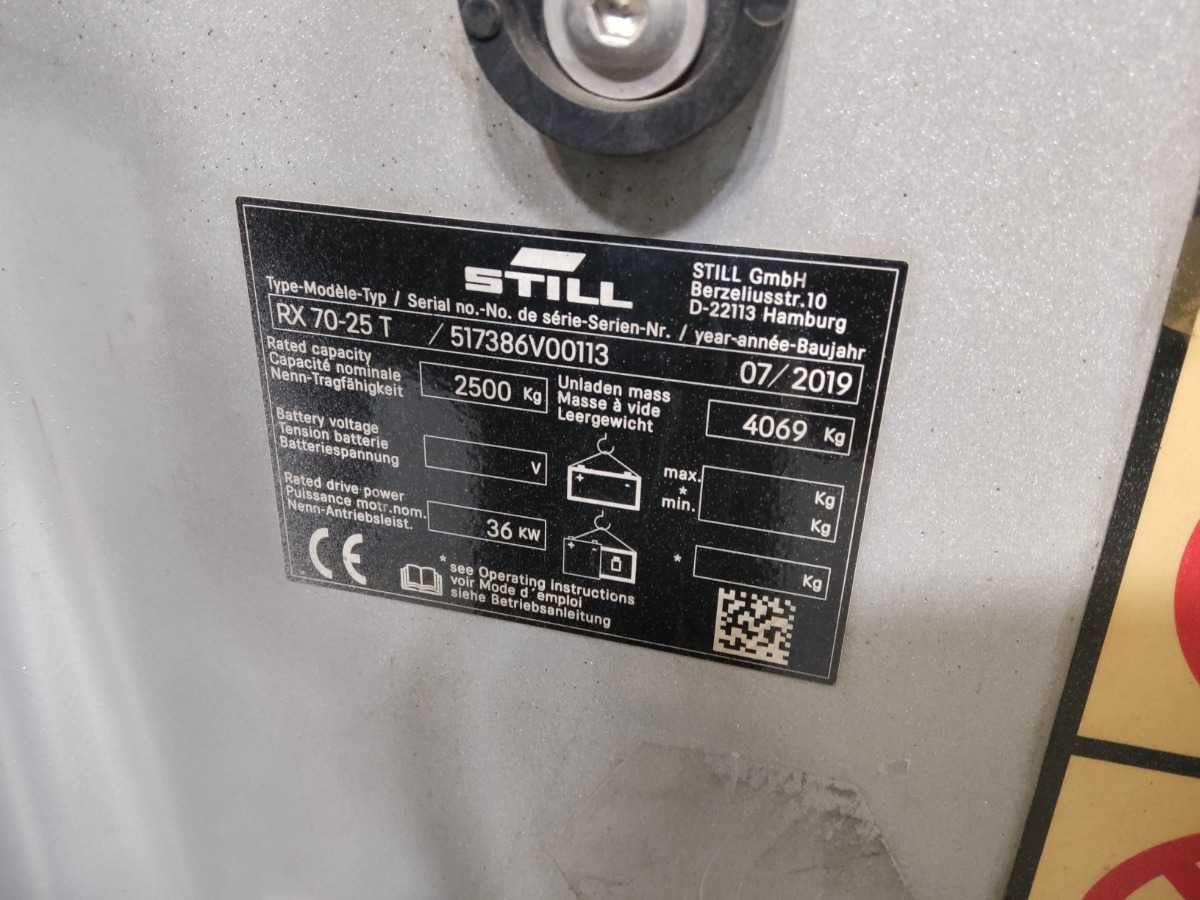 STILL
STILL GmbH
Berzeliusstr.10
D-22113 Hamburg
Type-Modèle-Typ / Serial no.-No. de série-Serien-Nr. / year-année-Baujahr
RX 70-25 T / 517386V00113 07/2019
Rated capacity
Capacité nominale
Nenn-Tragfähigkeit
2500 Kg
Unladen mass
Masse à vide
Leergewicht
4069 Kg
Battery voltage
Tension batterie
Batteriespannung
V
max.
*
min.
Kg
Kg
Rated drive power
Puissance motr.nom.
Nenn-Antriebsleist.
36 KW
* Kg
CE
* see Operating instructions
voir Mode d´emploi
siehe Betriebsanleitung